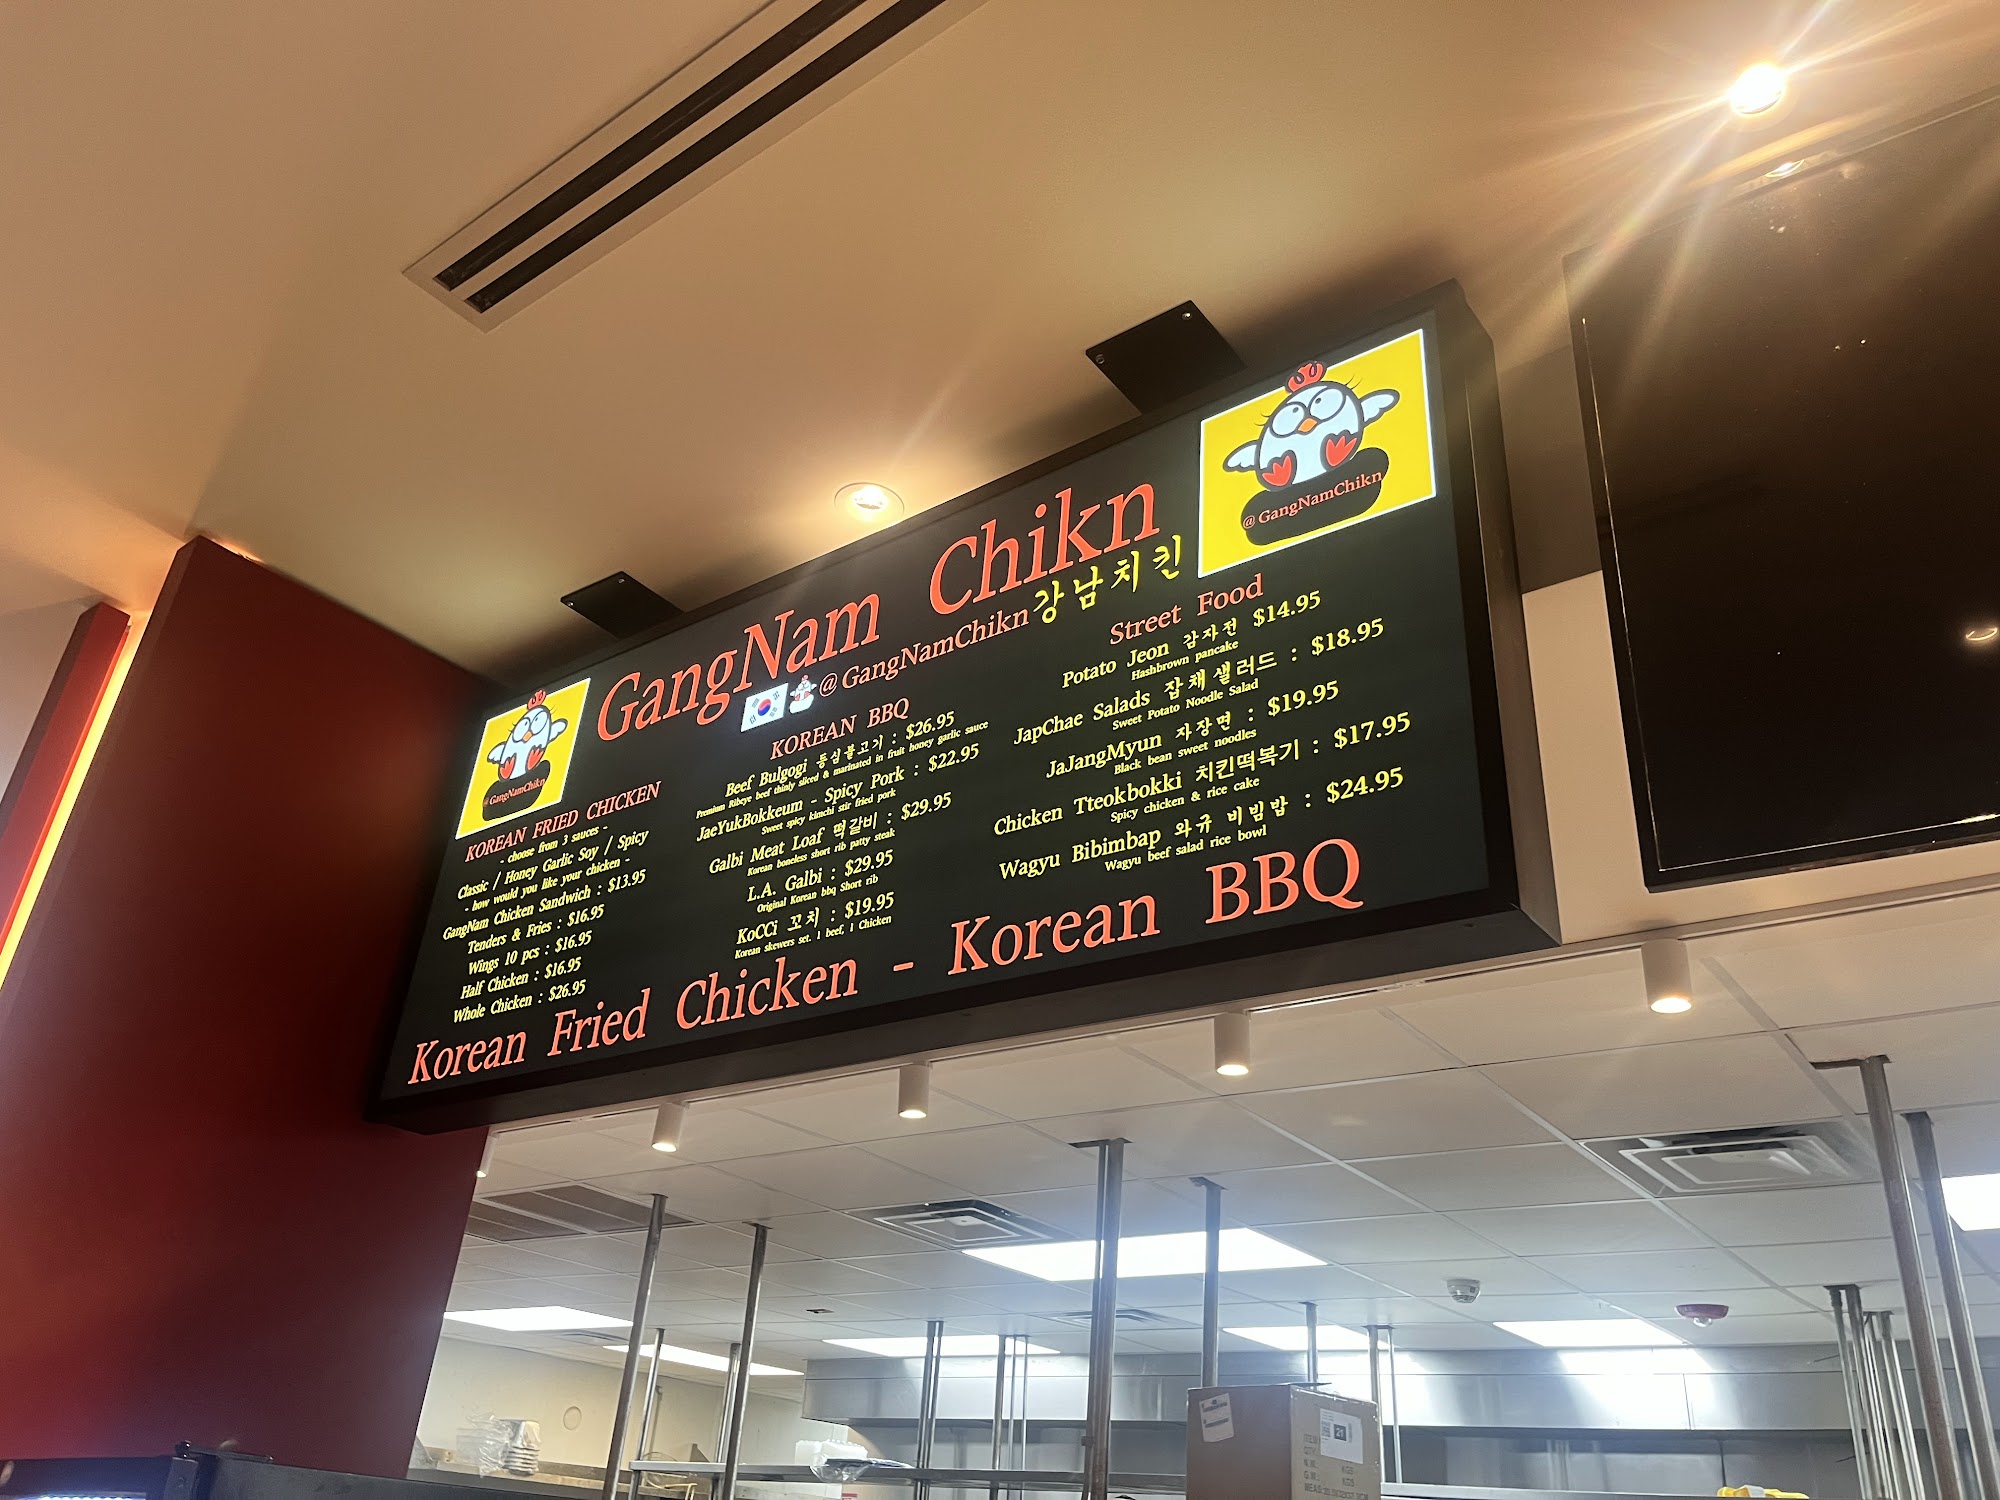 GangNam Chikn
@GangNamChikn 강남치킨
@ GangNamChikn
@ GangNamChikn
KOREAN FRIED CHICKEN
- choose from 3 sauces -
Classic / Honey Garlic Soy / Spicy
- how would you like your chicken -
GangNam Chicken Sandwich : $13.95
Tenders & Fries : $16.95
Wings 10 pcs : $16.95
Half Chicken : $16.95
Whole Chicken : $26.95
KOREAN BBQ
Beef Bulgogi 등심불고기 : $26.95
Premium Ribeye beef thinly sliced & marinated in fruit honey garlic sauce
JaeYukBokkeum - Spicy Pork : $22.95
Sweet spicy kimchi stir fried pork
Galbi Meat Loaf 떡갈비 : $29.95
Korean boneless short rib patty steak
L.A. Galbi : $29.95
Original Korean bbq Short rib
KoCCi 꼬치 : $19.95
Korean skewers set. 1 beef, 1 Chicken
Street Food
Potato Jeon 감자전 $14.95
Hashbrown pancake
JapChae Salads 잡채샐러드 : $18.95
Sweet Potato Noodle Salad
JaJangMyun 자장면 : $19.95
Black bean sweet noodles
Chicken Tteokbokki 치킨떡볶기 : $17.95
Spicy chicken & rice cake
Wagyu Bibimbap 와규 비빔밥 : $24.95
Wagyu beef salad rice bowl
Korean Fried Chicken - Korean BBQ